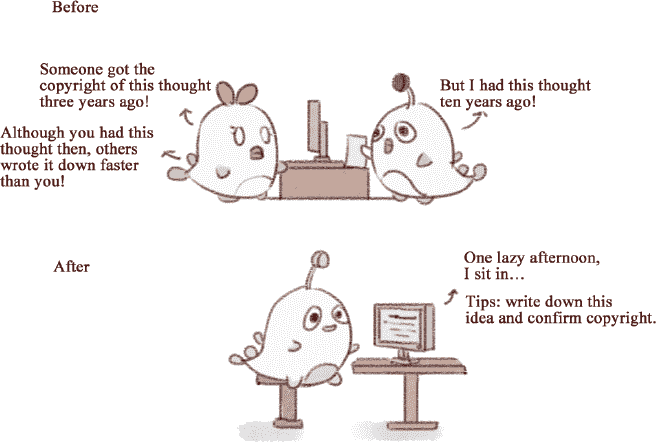 Before
Someone got the
copyright of this thought
three years ago!
Although you had this
thought then, others
wrote it down faster
than you!
But I had this thought
ten years ago!
After
One lazy afternoon,
I sit in…
Tips: write down this
idea and confirm copyright.